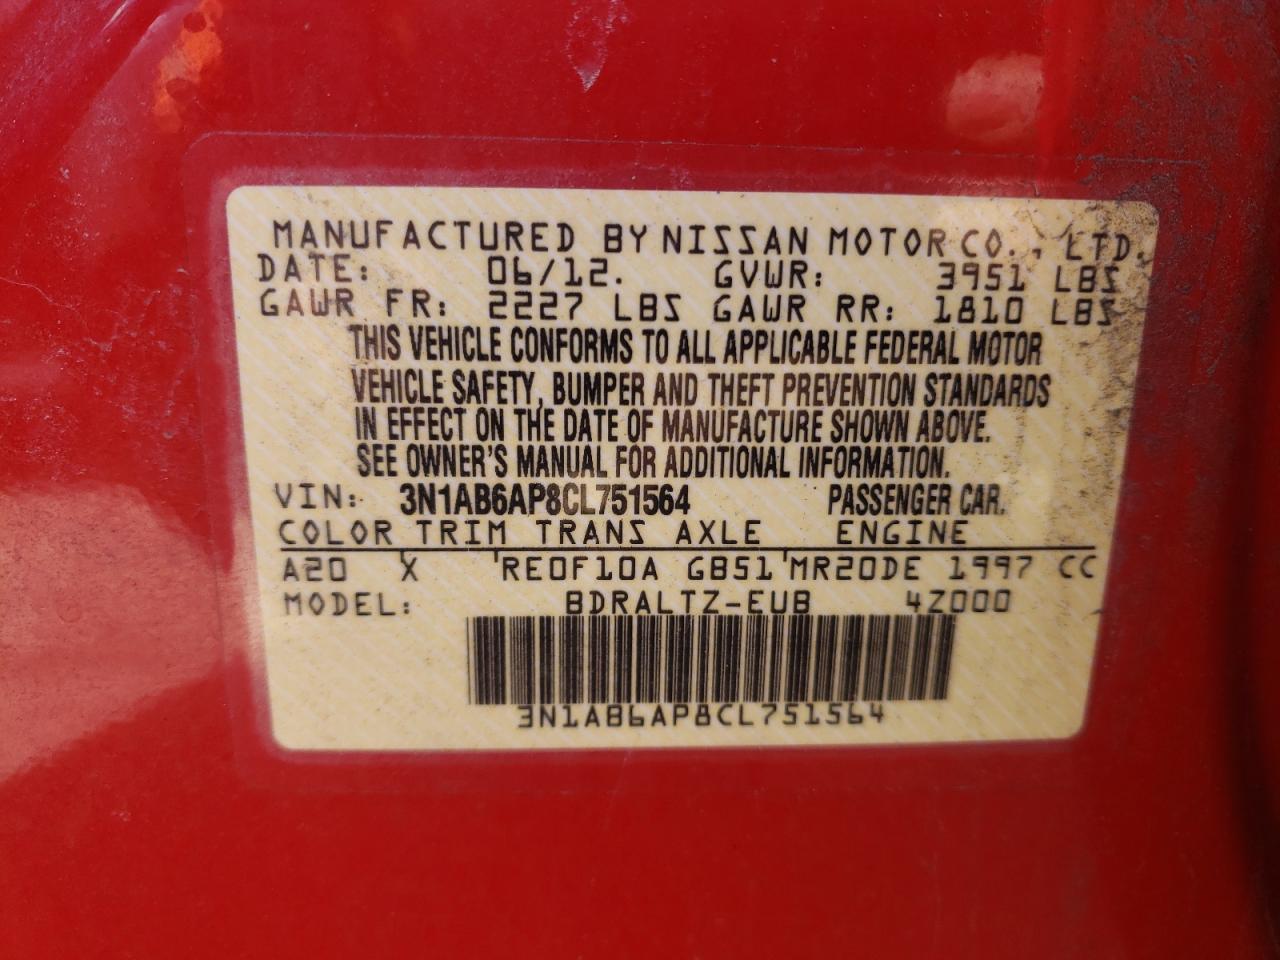 MANUFACTURED BY NISSAN MOTOR CO., LTD.
DATE: 06/12. GVWR: 3951 LBS
GAWR FR: 2227 LBS GAWR RR: 1810 LBS
THIS VEHICLE CONFORMS TO ALL APPLICABLE FEDERAL MOTOR
VEHICLE SAFETY, BUMPER AND THEFT PREVENTION STANDARDS
IN EFFECT ON THE DATE OF MANUFACTURE SHOWN ABOVE.
SEE OWNER'S MANUAL FOR ADDITIONAL INFORMATION.
VIN: 3N1AB6AP8CL751564 PASSENGER CAR.
COLOR TRIM TRANS AXLE ENGINE
A20 X RE0F10A GB51 MR20DE 1997 CC
MODEL: BDRALTZ-EUB 4Z000
3N1AB6AP8CL751564